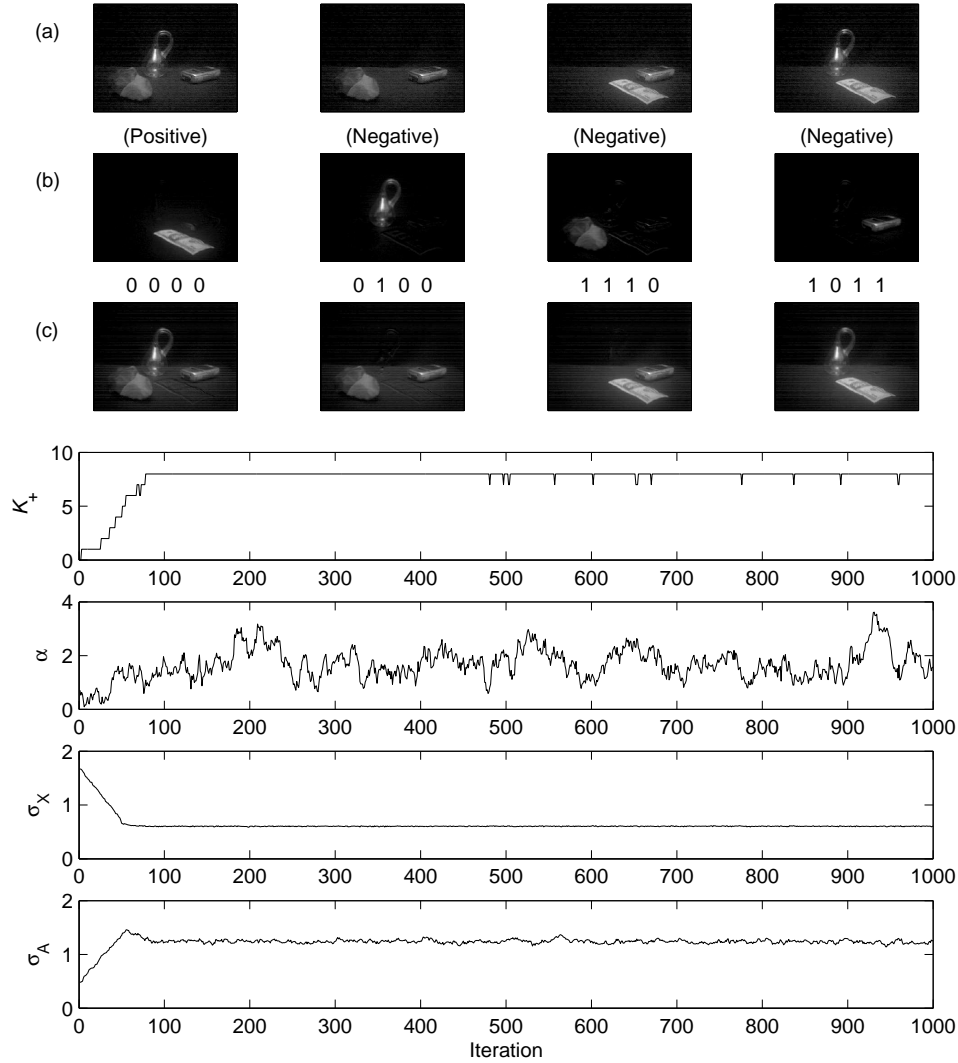 (a)
(Positive) (Negative) (Negative) (Negative)
(b)
0 0 0 0 0 1 0 0 1 1 1 0 1 0 1 1
(c)
10
5
0
K+
0 100 200 300 400 500 600 700 800 900 1000
4
2
0
α
0 100 200 300 400 500 600 700 800 900 1000
2
1
0
σX
0 100 200 300 400 500 600 700 800 900 1000
2
1
0
σA
0 100 200 300 400 500 600 700 800 900 1000
Iteration